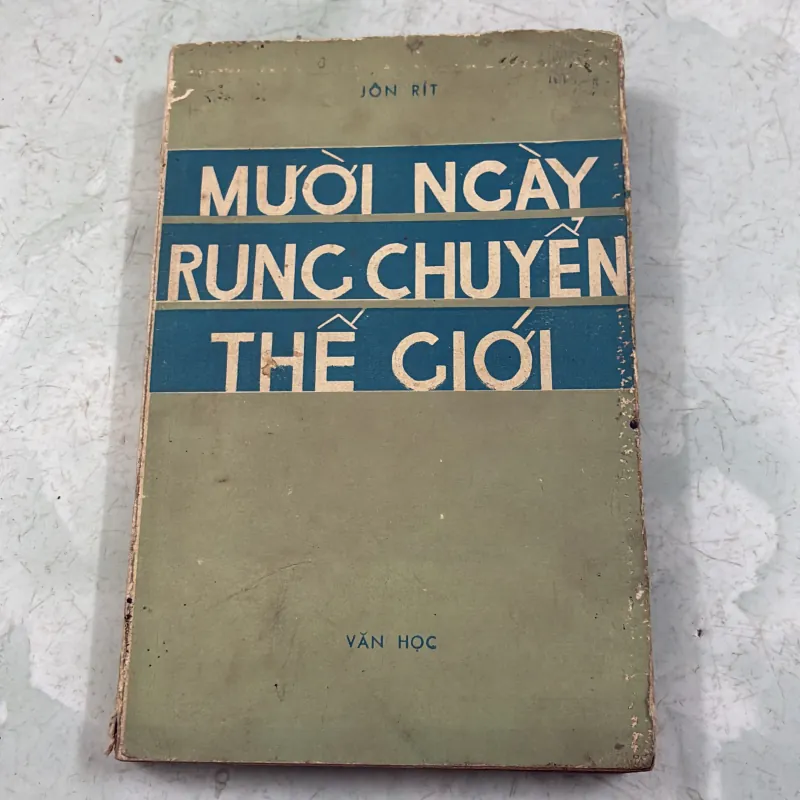 JÔN RÍT
MƯỜI NGÀY
RUNG CHUYỂN
THẾ GIỚI
VĂN HỌC